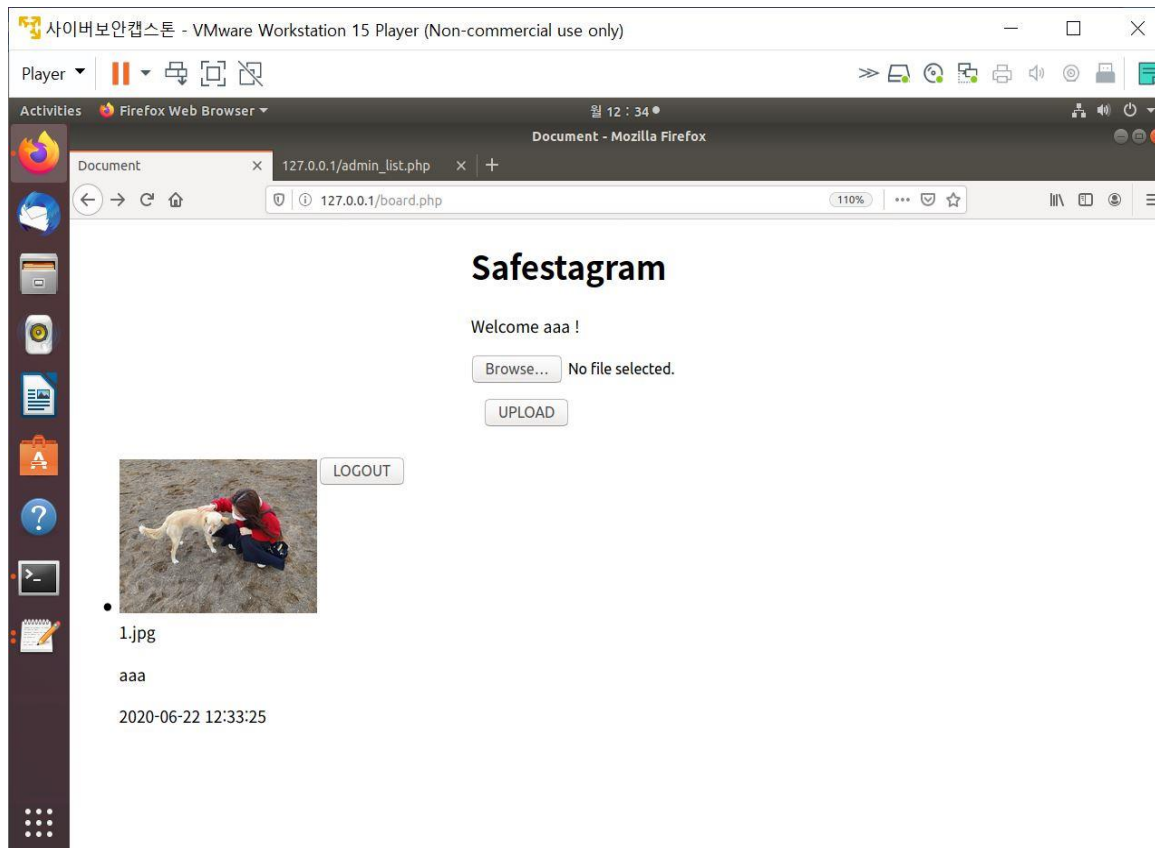 사이버보안캡스톤 - VMware Workstation 15 Player (Non-commercial use only)
Player
Activities Firefox Web Browser 월 12 : 34
Document - Mozilla Firefox
Document 127.0.0.1/admin_list.php
127.0.0.1/board.php 110%
Safestagram
Welcome aaa !
Browse... No file selected.
UPLOAD
LOGOUT
1.jpg
aaa
2020-06-22 12:33:25